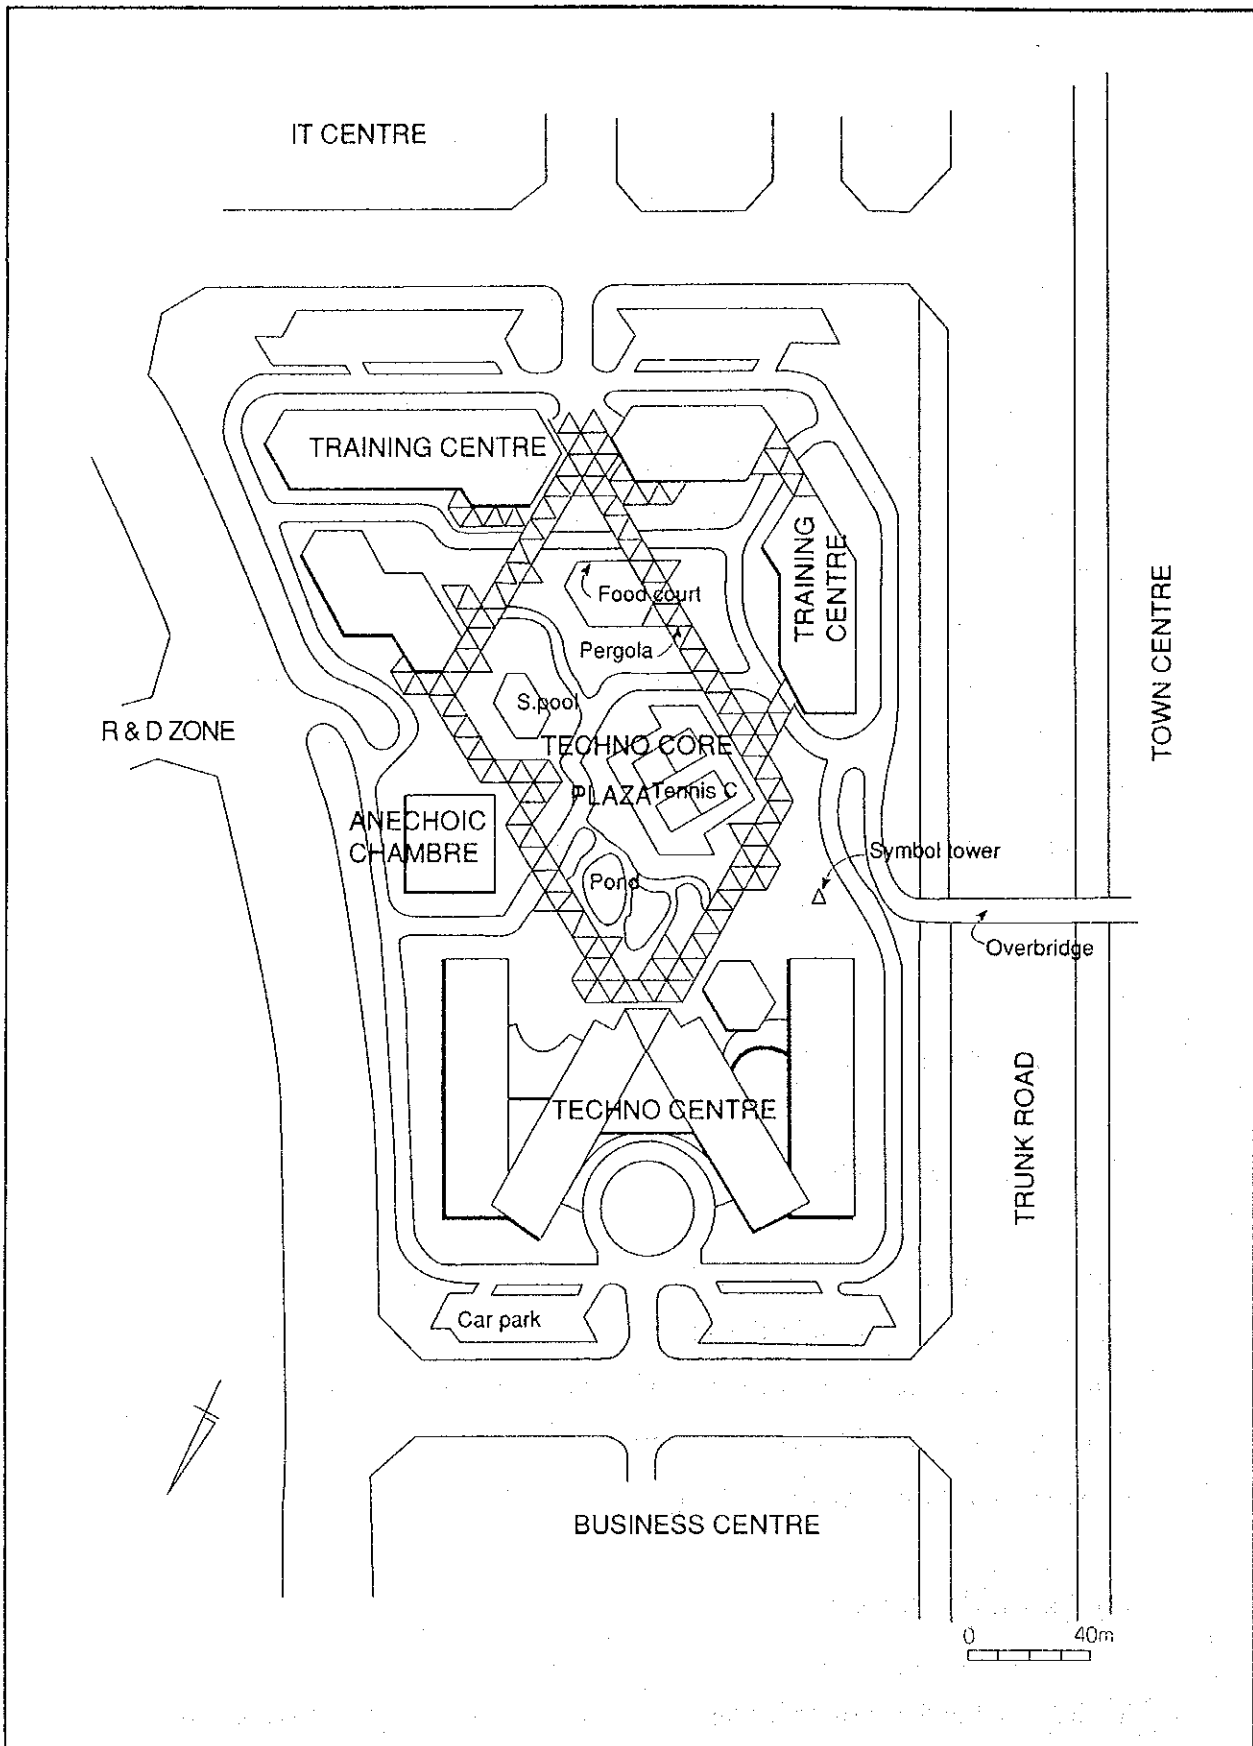 IT CENTRE
TRAINING CENTRE
TRAINING
CENTRE
Food court
Pergola
TOWN CENTRE
S.pool
R & D ZONE
TECHNO CORE
PLAZA
Tennis C
ANECHOIC
CHAMBRE
Symbol tower
Pond
Overbridge
TECHNO CENTRE
TRUNK ROAD
Car park
BUSINESS CENTRE
0 40m